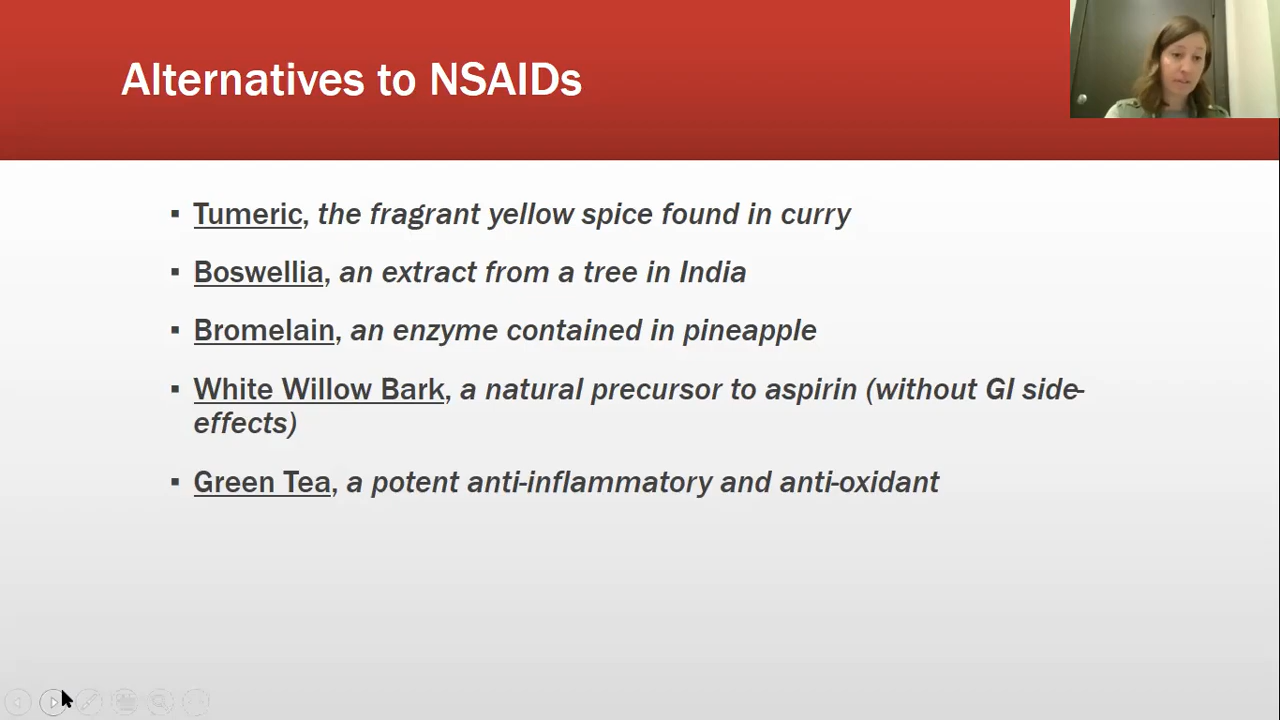 Alternatives to NSAIDs
▪ Tumeric, the fragrant yellow spice found in curry
▪ Boswellia, an extract from a tree in India
▪ Bromelain, an enzyme contained in pineapple
▪ White Willow Bark, a natural precursor to aspirin (without GI side-
effects)
▪ Green Tea, a potent anti-inflammatory and anti-oxidant